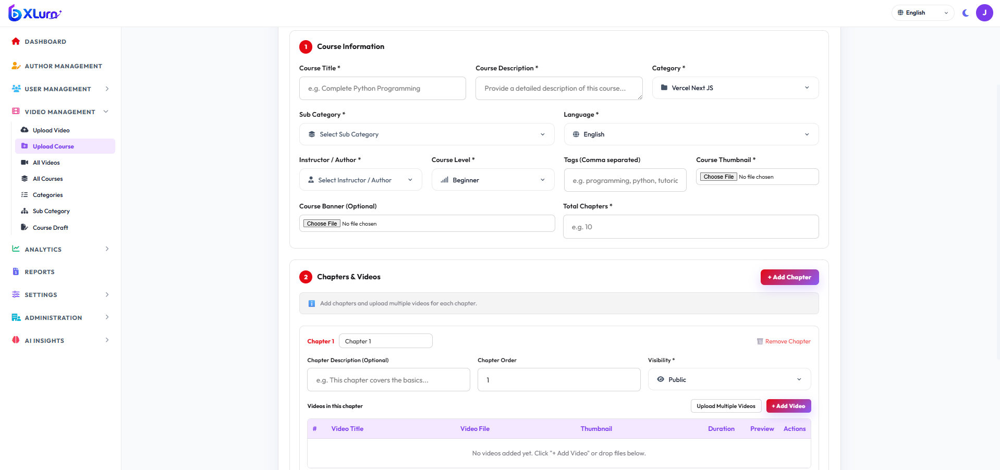 XLurn
English
J
DASHBOARD
AUTHOR MANAGEMENT
USER MANAGEMENT
VIDEO MANAGEMENT
Upload Video
Upload Course
All Videos
All Courses
Categories
Sub Category
Course Draft
ANALYTICS
REPORTS
SETTINGS
ADMINISTRATION
AI INSIGHTS
1 Course Information
Course Title * Course Description * Category *
e.g. Complete Python Programming Provide a detailed description of this course... Vercel Next JS
Sub Category * Language *
Select Sub Category English
Instructor / Author * Course Level * Tags (Comma separated) Course Thumbnail *
Select Instructor / Author Beginner e.g. programming, python, tutoric Choose File No file chosen
Course Banner (Optional) Total Chapters *
Choose File No file chosen e.g. 10
2 Chapters & Videos + Add Chapter
Add chapters and upload multiple videos for each chapter.
Chapter 1 Chapter 1 Remove Chapter
Chapter Description (Optional) Chapter Order Visibility *
e.g. This chapter covers the basics... 1 Public
Videos in this chapter Upload Multiple Videos + Add Video
# Video Title Video File Thumbnail Duration Preview Actions
No videos added yet. Click "+ Add Video" or drop files below.